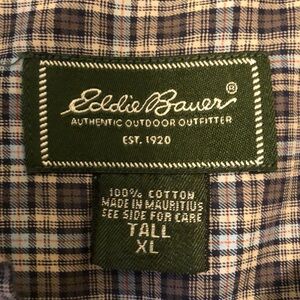 Eddie Bauer®
AUTHENTIC OUTDOOR OUTFITTER
EST. 1920
100% COTTON
MADE IN MAURITIUS
SEE SIDE FOR CARE
TALL
XL